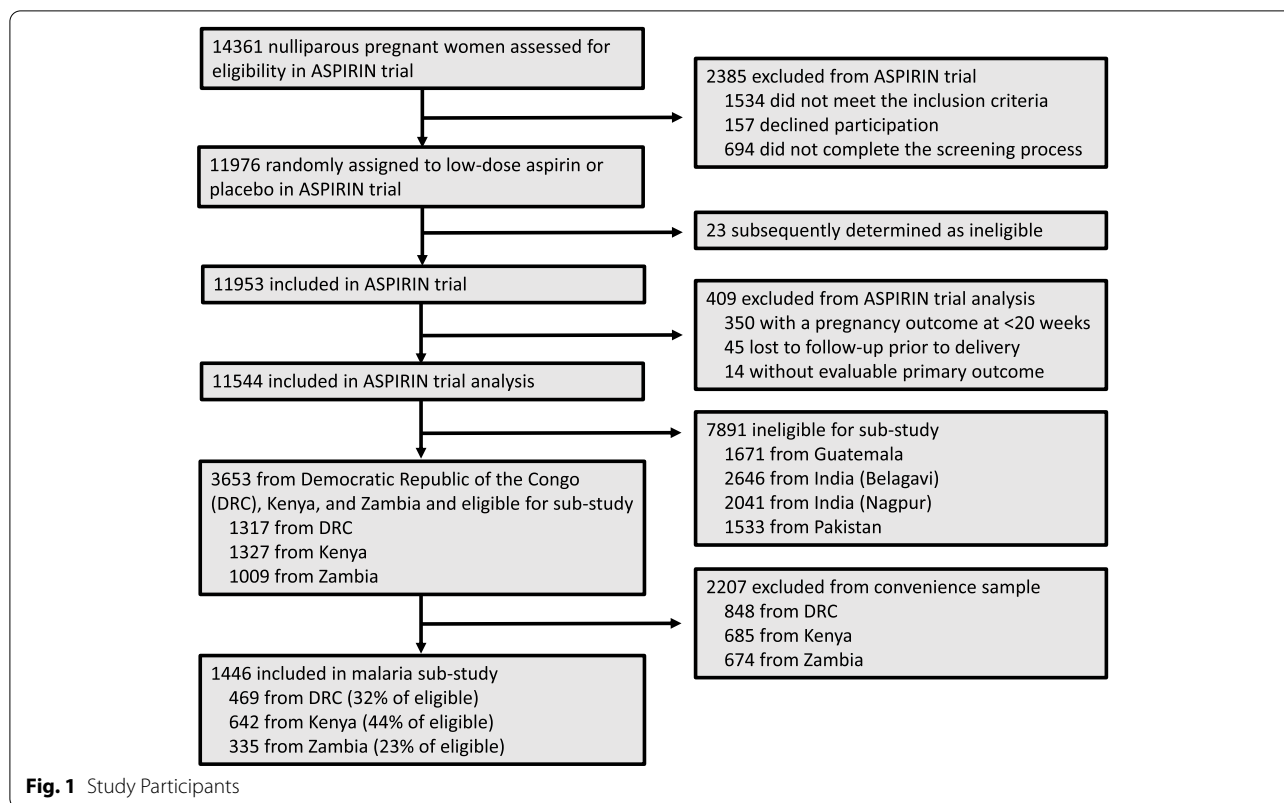 14361 nulliparous pregnant women assessed for
eligibility in ASPIRIN trial
2385 excluded from ASPIRIN trial
1534 did not meet the inclusion criteria
157 declined participation
694 did not complete the screening process
11976 randomly assigned to low-dose aspirin or
placebo in ASPIRIN trial
23 subsequently determined as ineligible
11953 included in ASPIRIN trial
409 excluded from ASPIRIN trial analysis
350 with a pregnancy outcome at <20 weeks
45 lost to follow-up prior to delivery
14 without evaluable primary outcome
11544 included in ASPIRIN trial analysis
7891 ineligible for sub-study
1671 from Guatemala
2646 from India (Belagavi)
2041 from India (Nagpur)
1533 from Pakistan
3653 from Democratic Republic of the Congo
(DRC), Kenya, and Zambia and eligible for sub-study
1317 from DRC
1327 from Kenya
1009 from Zambia
2207 excluded from convenience sample
848 from DRC
685 from Kenya
674 from Zambia
1446 included in malaria sub-study
469 from DRC (32% of eligible)
642 from Kenya (44% of eligible)
335 from Zambia (23% of eligible)
Fig. 1 Study Participants